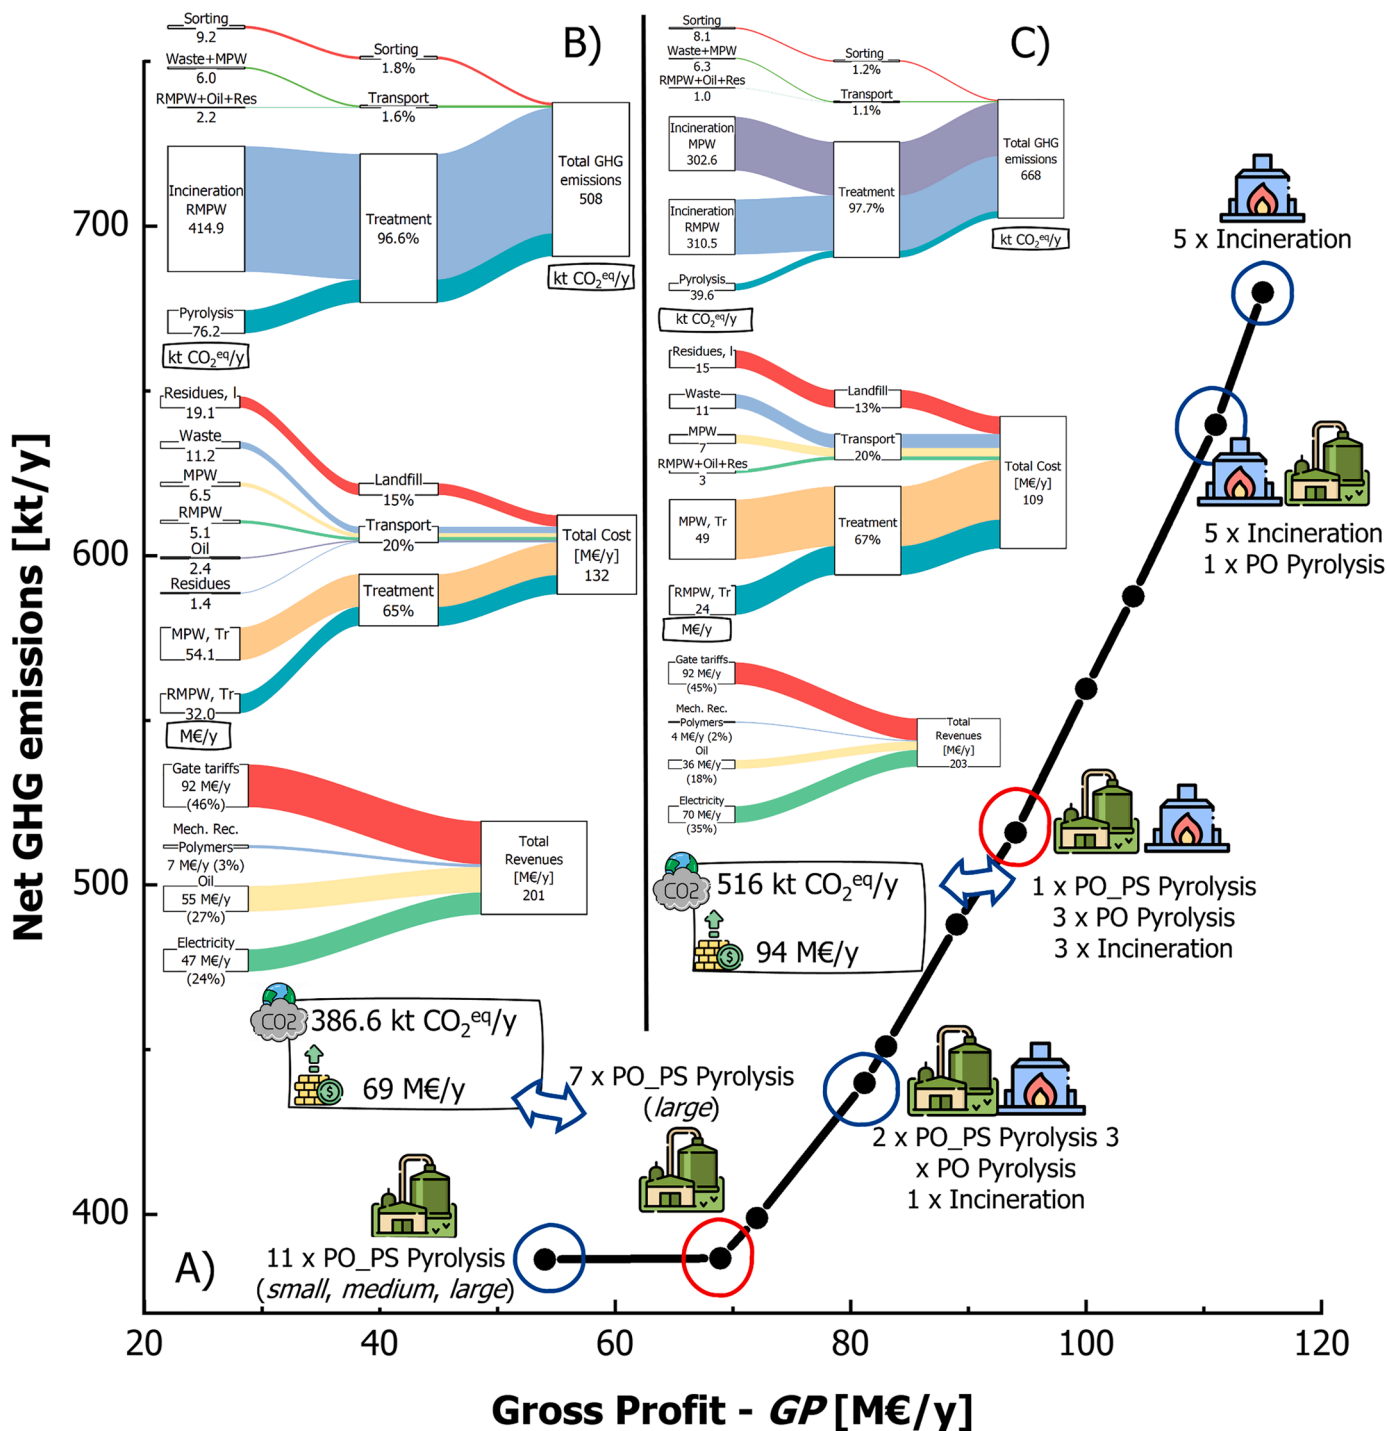 B)
Sorting
9.2
Waste+MPW
6.0
RMPW+Oil+Res
2.2
Incineration
RMPW
414.9
Pyrolysis
76.2
kt CO₂ᵉq/y
Sorting
1.8%
Transport
1.6%
Treatment
96.6%
Total GHG
emissions
508
kt CO₂ᵉq/y
Residues, l
19.1
Waste
11.2
MPW
6.5
RMPW
5.1
Oil
2.4
Residues
1.4
MPW, Tr
54.1
RMPW, Tr
32.0
M€/y
Landfill
15%
Transport
20%
Treatment
65%
Total Cost
[M€/y]
132
Gate tariffs
92 M€/y
(46%)
Mech. Rec.
Polymers
7 M€/y (3%)
Oil
55 M€/y
(27%)
Electricity
47 M€/y
(24%)
Total
Revenues
[M€/y]
201
CO2
386.6 kt CO₂ᵉq/y
69 M€/y
C)
Sorting
8.1
Waste+MPW
6.3
RMPW+Oil+Res
1.0
Incineration
MPW
302.6
Incineration
RMPW
310.5
Pyrolysis
39.6
kt CO₂ᵉq/y
Sorting
1.2%
Transport
1.1%
Treatment
97.7%
Total GHG
emissions
668
kt CO₂ᵉq/y
Residues, l
15
Waste
11
MPW
7
RMPW+Oil+Res
3
MPW, Tr
49
RMPW, Tr
24
M€/y
Landfill
13%
Transport
20%
Treatment
67%
Total Cost
[M€/y]
109
Gate tariffs
92 M€/y
(45%)
Mech. Rec.
Polymers
4 M€/y (2%)
Oil
36 M€/y
(18%)
Electricity
70 M€/y
(35%)
Total
Revenues
[M€/y]
203
CO2
516 kt CO₂ᵉq/y
94 M€/y
5 x Incineration
5 x Incineration
1 x PO Pyrolysis
1 x PO_PS Pyrolysis
3 x PO Pyrolysis
3 x Incineration
2 x PO_PS Pyrolysis 3
x PO Pyrolysis
1 x Incineration
7 x PO_PS Pyrolysis
(large)
11 x PO_PS Pyrolysis
(small, medium, large)
A)
Net GHG emissions [kt/y]
700
600
500
400
20
40
60
80
100
120
Gross Profit - GP [M€/y]